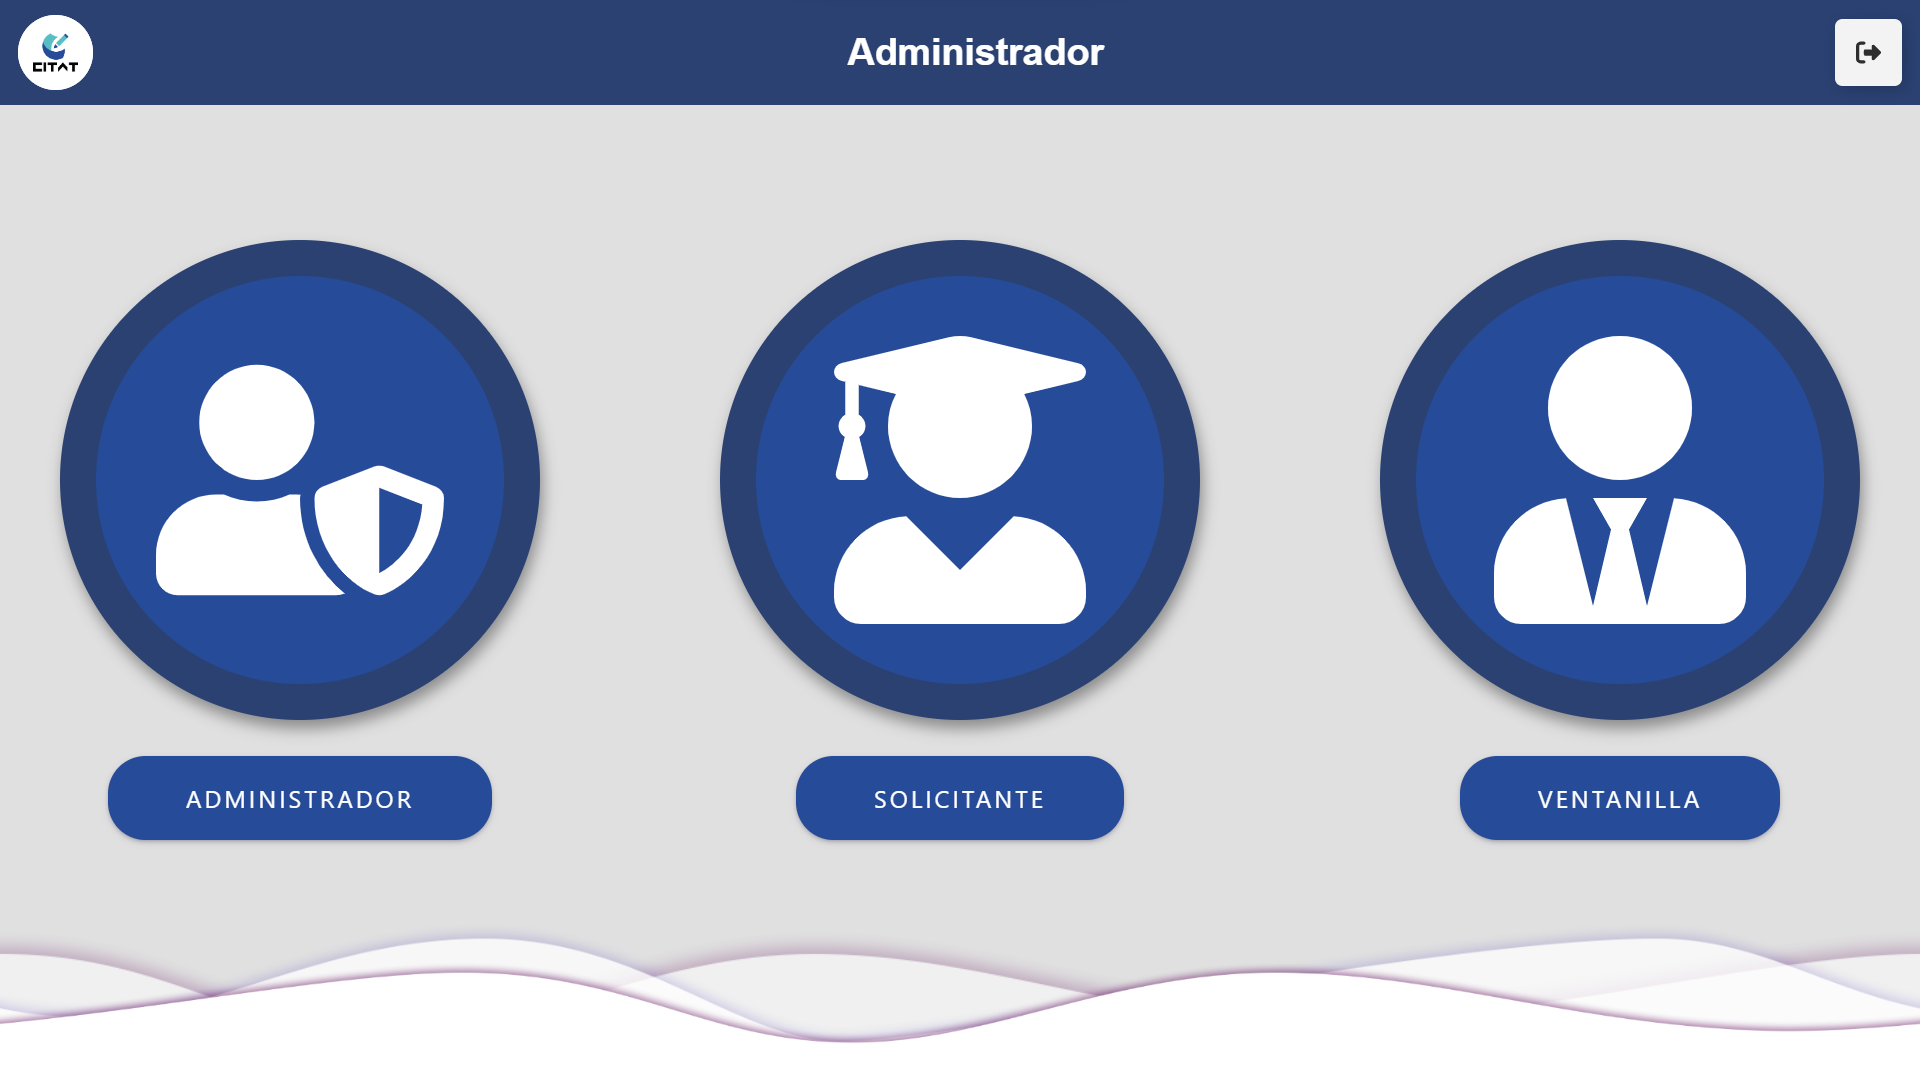 CITAT
Administrador
ADMINISTRADOR
SOLICITANTE
VENTANILLA